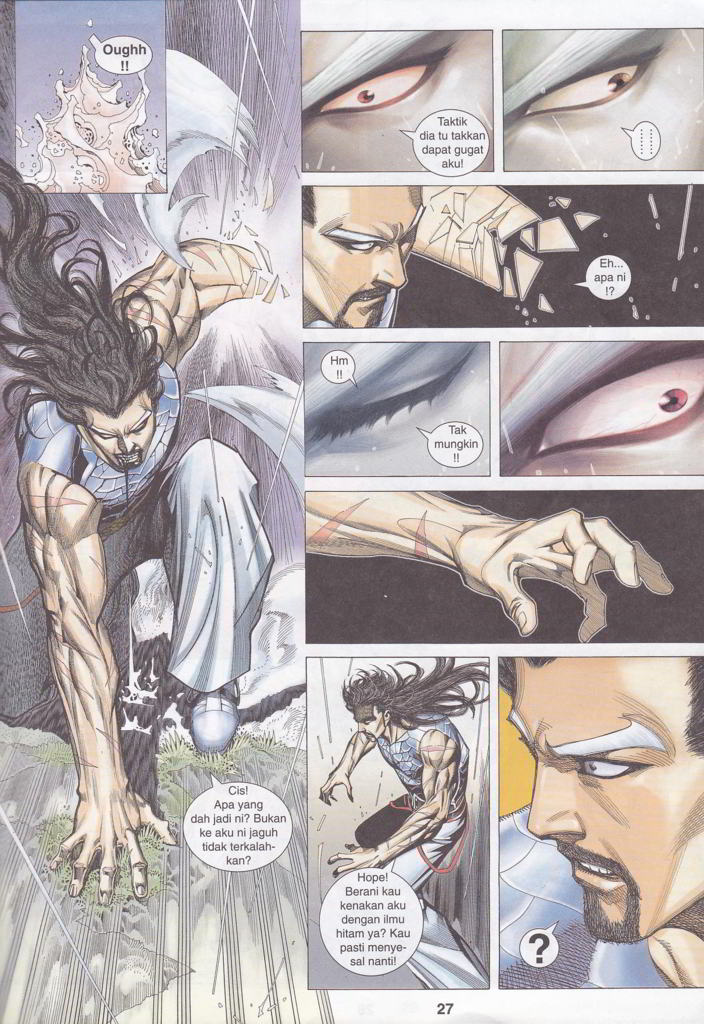 Oughh
!!
Taktik
dia tu takkan
dapat gugat
aku!
Eh...
apa ni
!?
Hm
!!
Tak
mungkin
!!
Cis!
Apa yang
dah jadi ni? Bukan
ke aku ni jaguh
tidak terkalah-
kan?
Hope!
Berani kau
kenakan aku
dengan ilmu
hitam ya? Kau
pasti menye-
sal nanti!
?
27